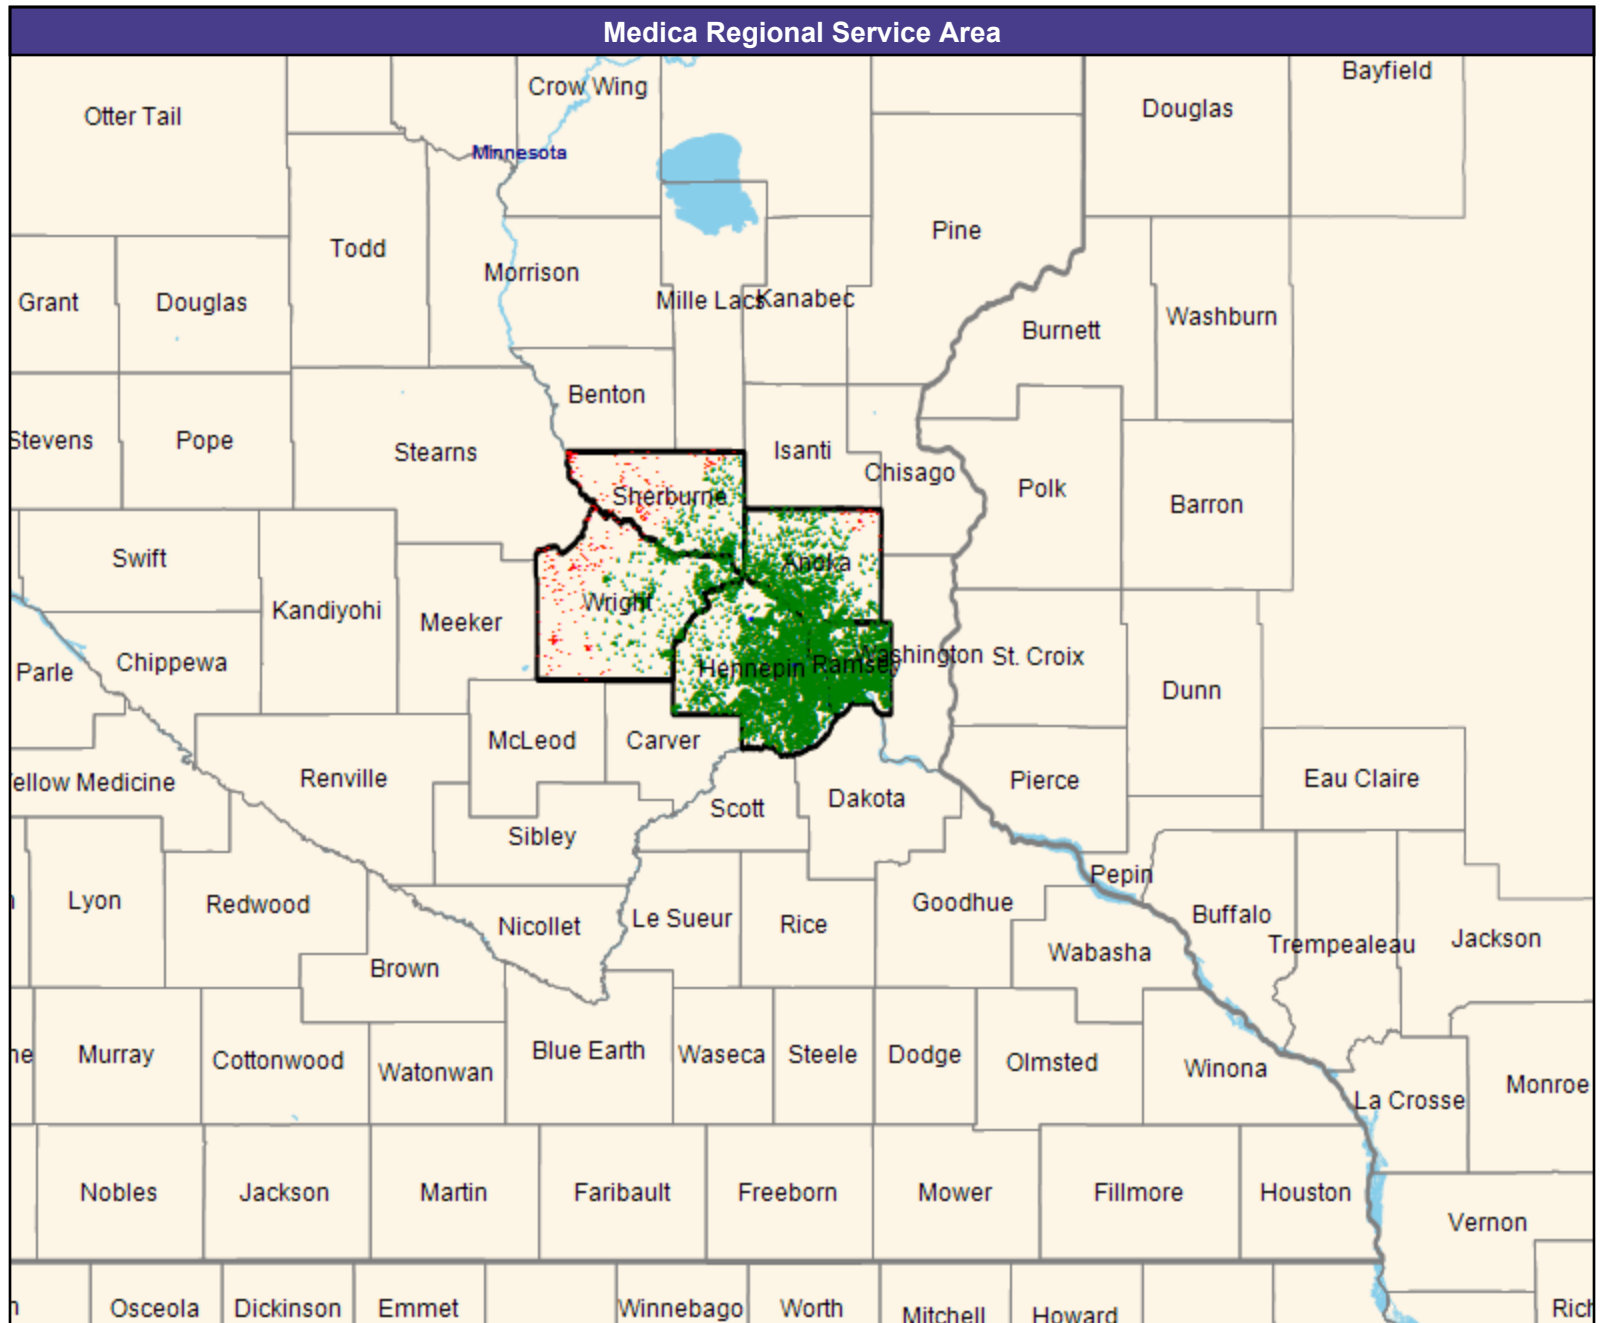 Medica Regional Service Area
Bayfield
Crow Wing
Douglas
Otter Tail
Minnesota
Pine
Todd
Morrison
Mille Lacs
Kanabec
Grant
Douglas
Washburn
Burnett
Benton
Stevens
Pope
Stearns
Isanti
Chisago
Polk
Barron
Sherburne
Swift
Anoka
Wright
Kandiyohi
Meeker
Parle
Chippewa
Hennepin
Ramsey
Washington
St. Croix
Dunn
McLeod
Carver
Renville
ellow Medicine
Pierce
Eau Claire
Scott
Dakota
Sibley
Pepin
Lyon
Redwood
Nicollet
Le Sueur
Rice
Goodhue
Buffalo
Trempealeau
Jackson
Wabasha
Brown
ne
Murray
Cottonwood
Watonwan
Blue Earth
Waseca
Steele
Dodge
Olmsted
Winona
La Crosse
Monroe
Nobles
Jackson
Martin
Faribault
Freeborn
Mower
Fillmore
Houston
Vernon
Osceola
Dickinson
Emmet
Winnebago
Worth
Mitchell
Howard
Rich